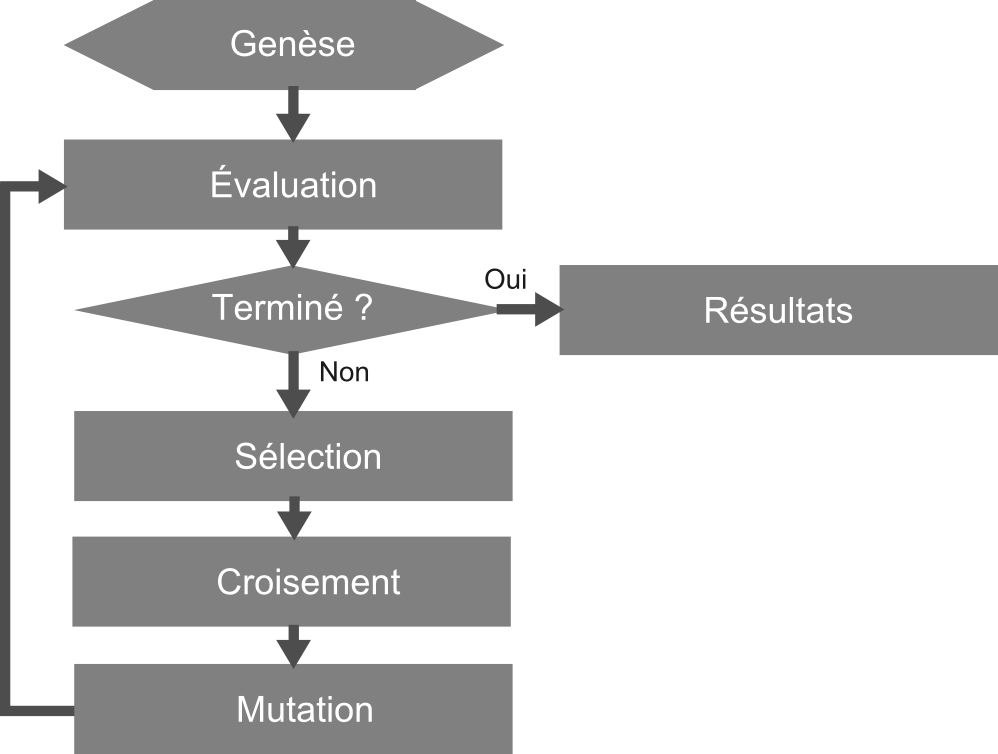 Genèse
Évaluation
Terminé ?
Oui
Résultats
Non
Sélection
Croisement
Mutation